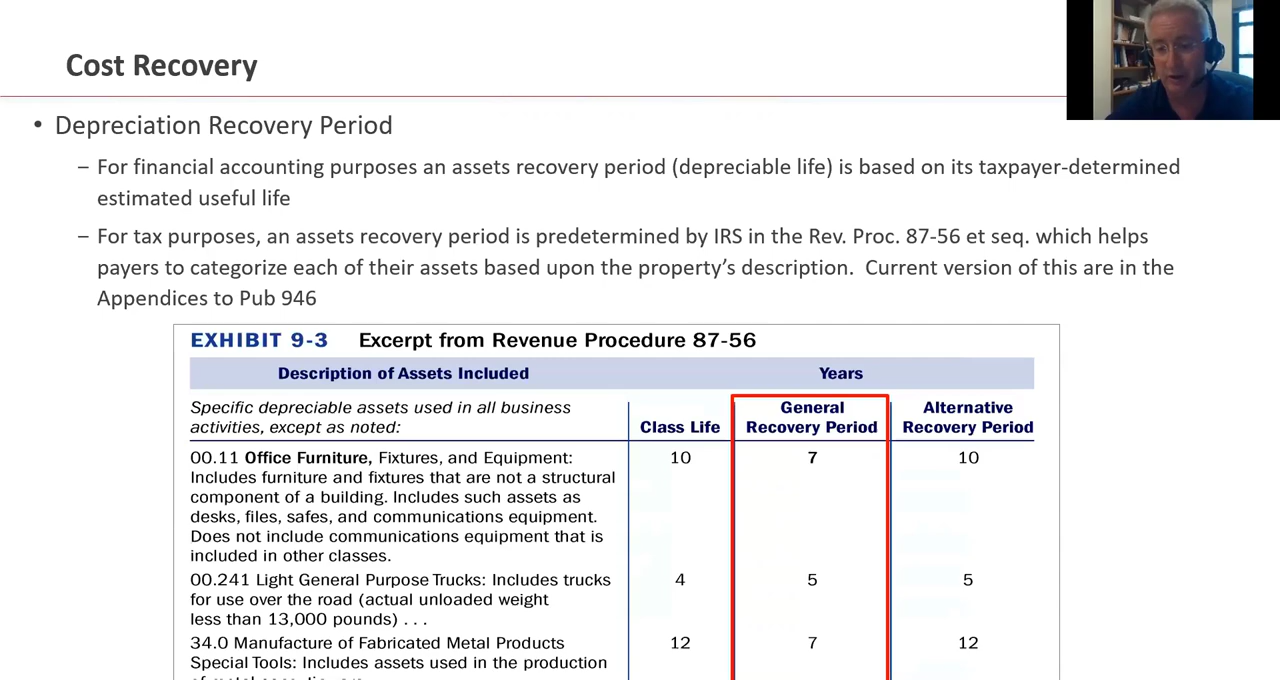 Cost Recovery
• Depreciation Recovery Period
– For financial accounting purposes an assets recovery period (depreciable life) is based on its taxpayer-determined
estimated useful life
– For tax purposes, an assets recovery period is predetermined by IRS in the Rev. Proc. 87-56 et seq. which helps
payers to categorize each of their assets based upon the property's description.  Current version of this are in the
Appendices to Pub 946
EXHIBIT 9-3 Excerpt from Revenue Procedure 87-56
Description of Assets Included Years
Specific depreciable assets used in all business General Alternative
activities, except as noted: Class Life Recovery Period Recovery Period
00.11 Office Furniture, Fixtures, and Equipment: 10 7 10
Includes furniture and fixtures that are not a structural
component of a building. Includes such assets as
desks, files, safes, and communications equipment.
Does not include communications equipment that is
included in other classes.
00.241 Light General Purpose Trucks: Includes trucks 4 5 5
for use over the road (actual unloaded weight
less than 13,000 pounds) . . .
34.0 Manufacture of Fabricated Metal Products 12 7 12
Special Tools: Includes assets used in the production